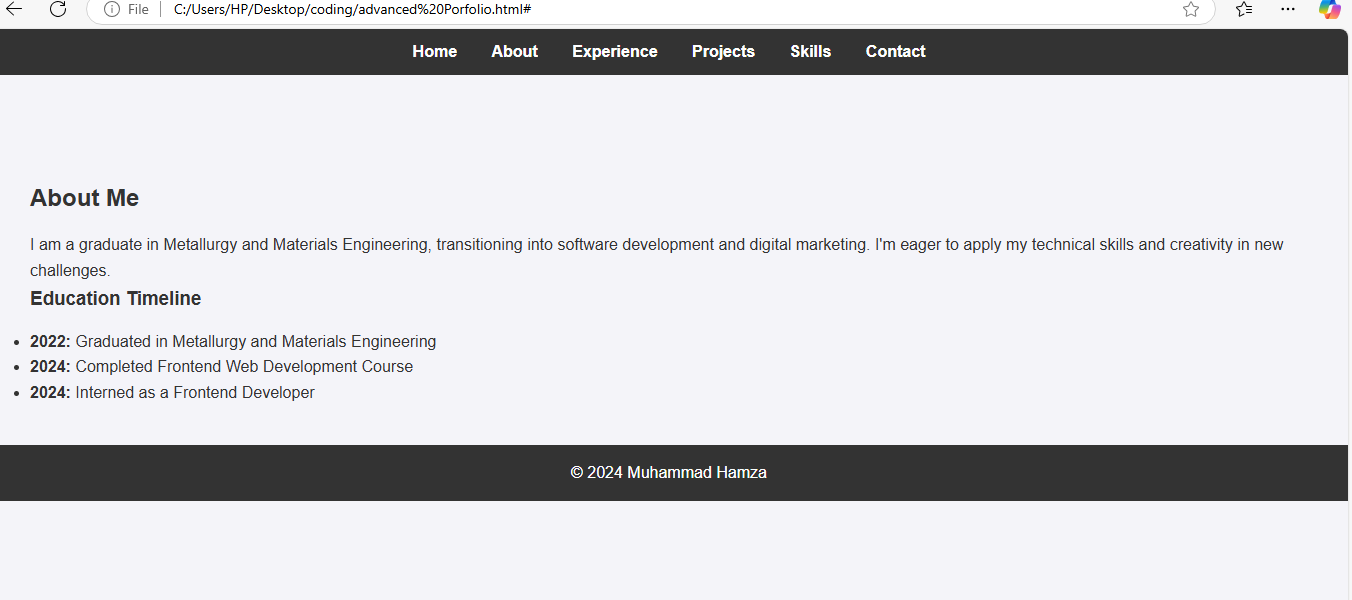 File C:/Users/HP/Desktop/coding/advanced%20Porfolio.html#
Home About Experience Projects Skills Contact
About Me
I am a graduate in Metallurgy and Materials Engineering, transitioning into software development and digital marketing. I'm eager to apply my technical skills and creativity in new
challenges.
Education Timeline
2022: Graduated in Metallurgy and Materials Engineering
2024: Completed Frontend Web Development Course
2024: Interned as a Frontend Developer
© 2024 Muhammad Hamza